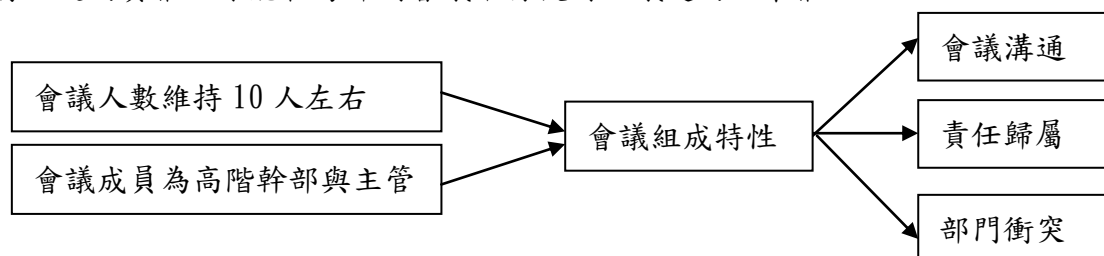 會議人數維持 10 人左右
會議成員為高階幹部與主管
會議組成特性
會議溝通
責任歸屬
部門衝突